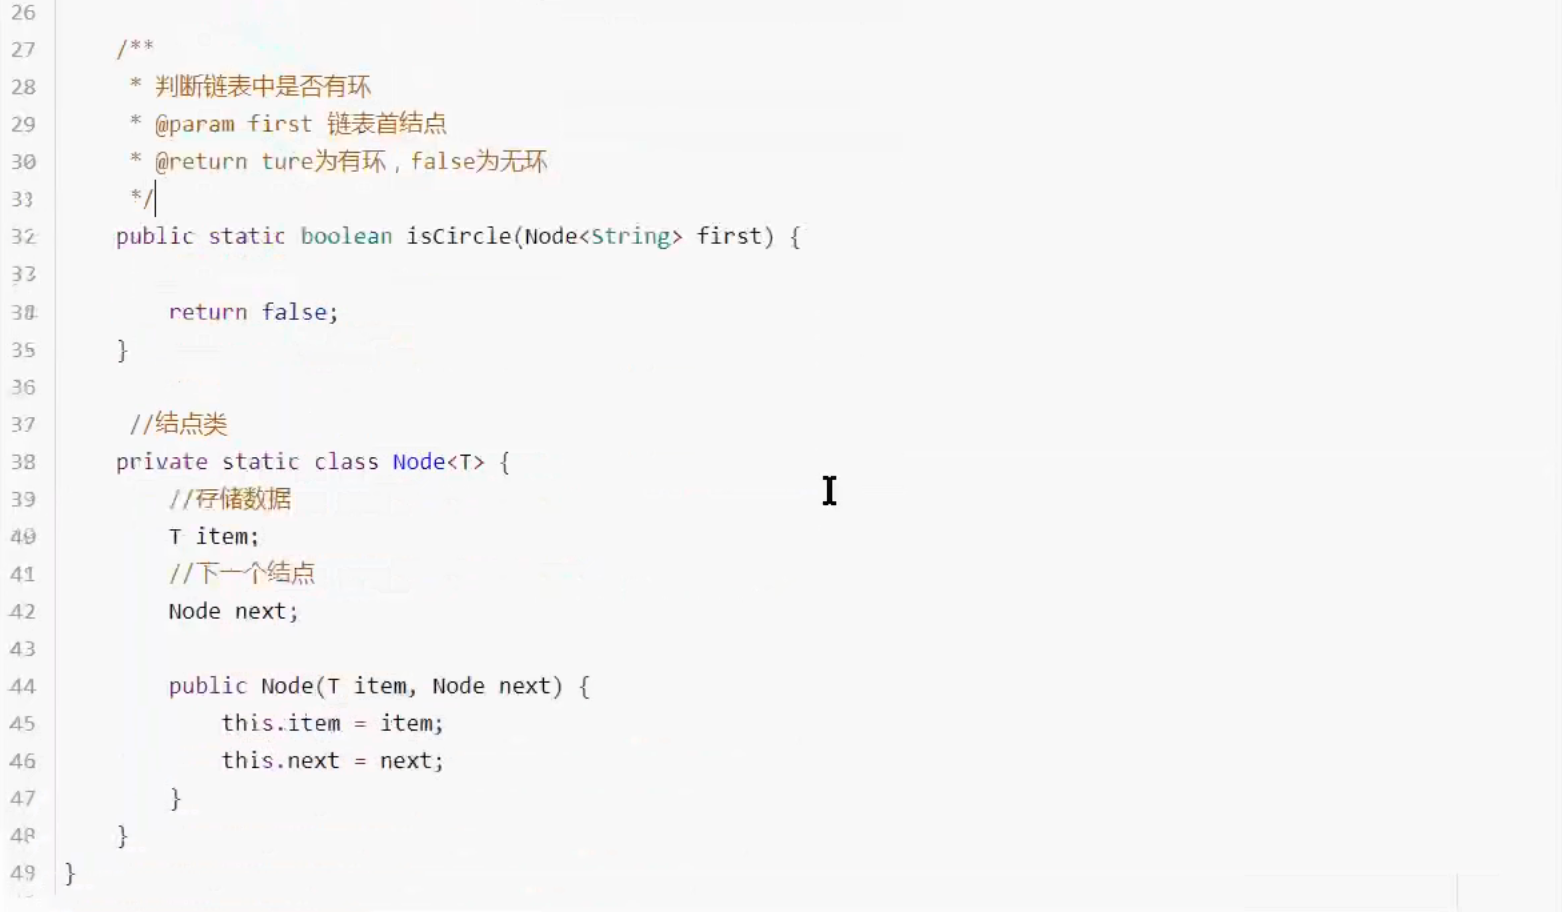 26
27 /**
28 * 判断链表中是否有环
29 * @param first 链表首结点
30 * @return ture为有环，false为无环
31 */
32 public static boolean isCircle(Node<String> first) {
33
34 return false;
35 }
36
37 //结点类
38 private static class Node<T> {
39 //存储数据
40 T item;
41 //下一个结点
42 Node next;
43
44 public Node(T item, Node next) {
45 this.item = item;
46 this.next = next;
47 }
48 }
49 }